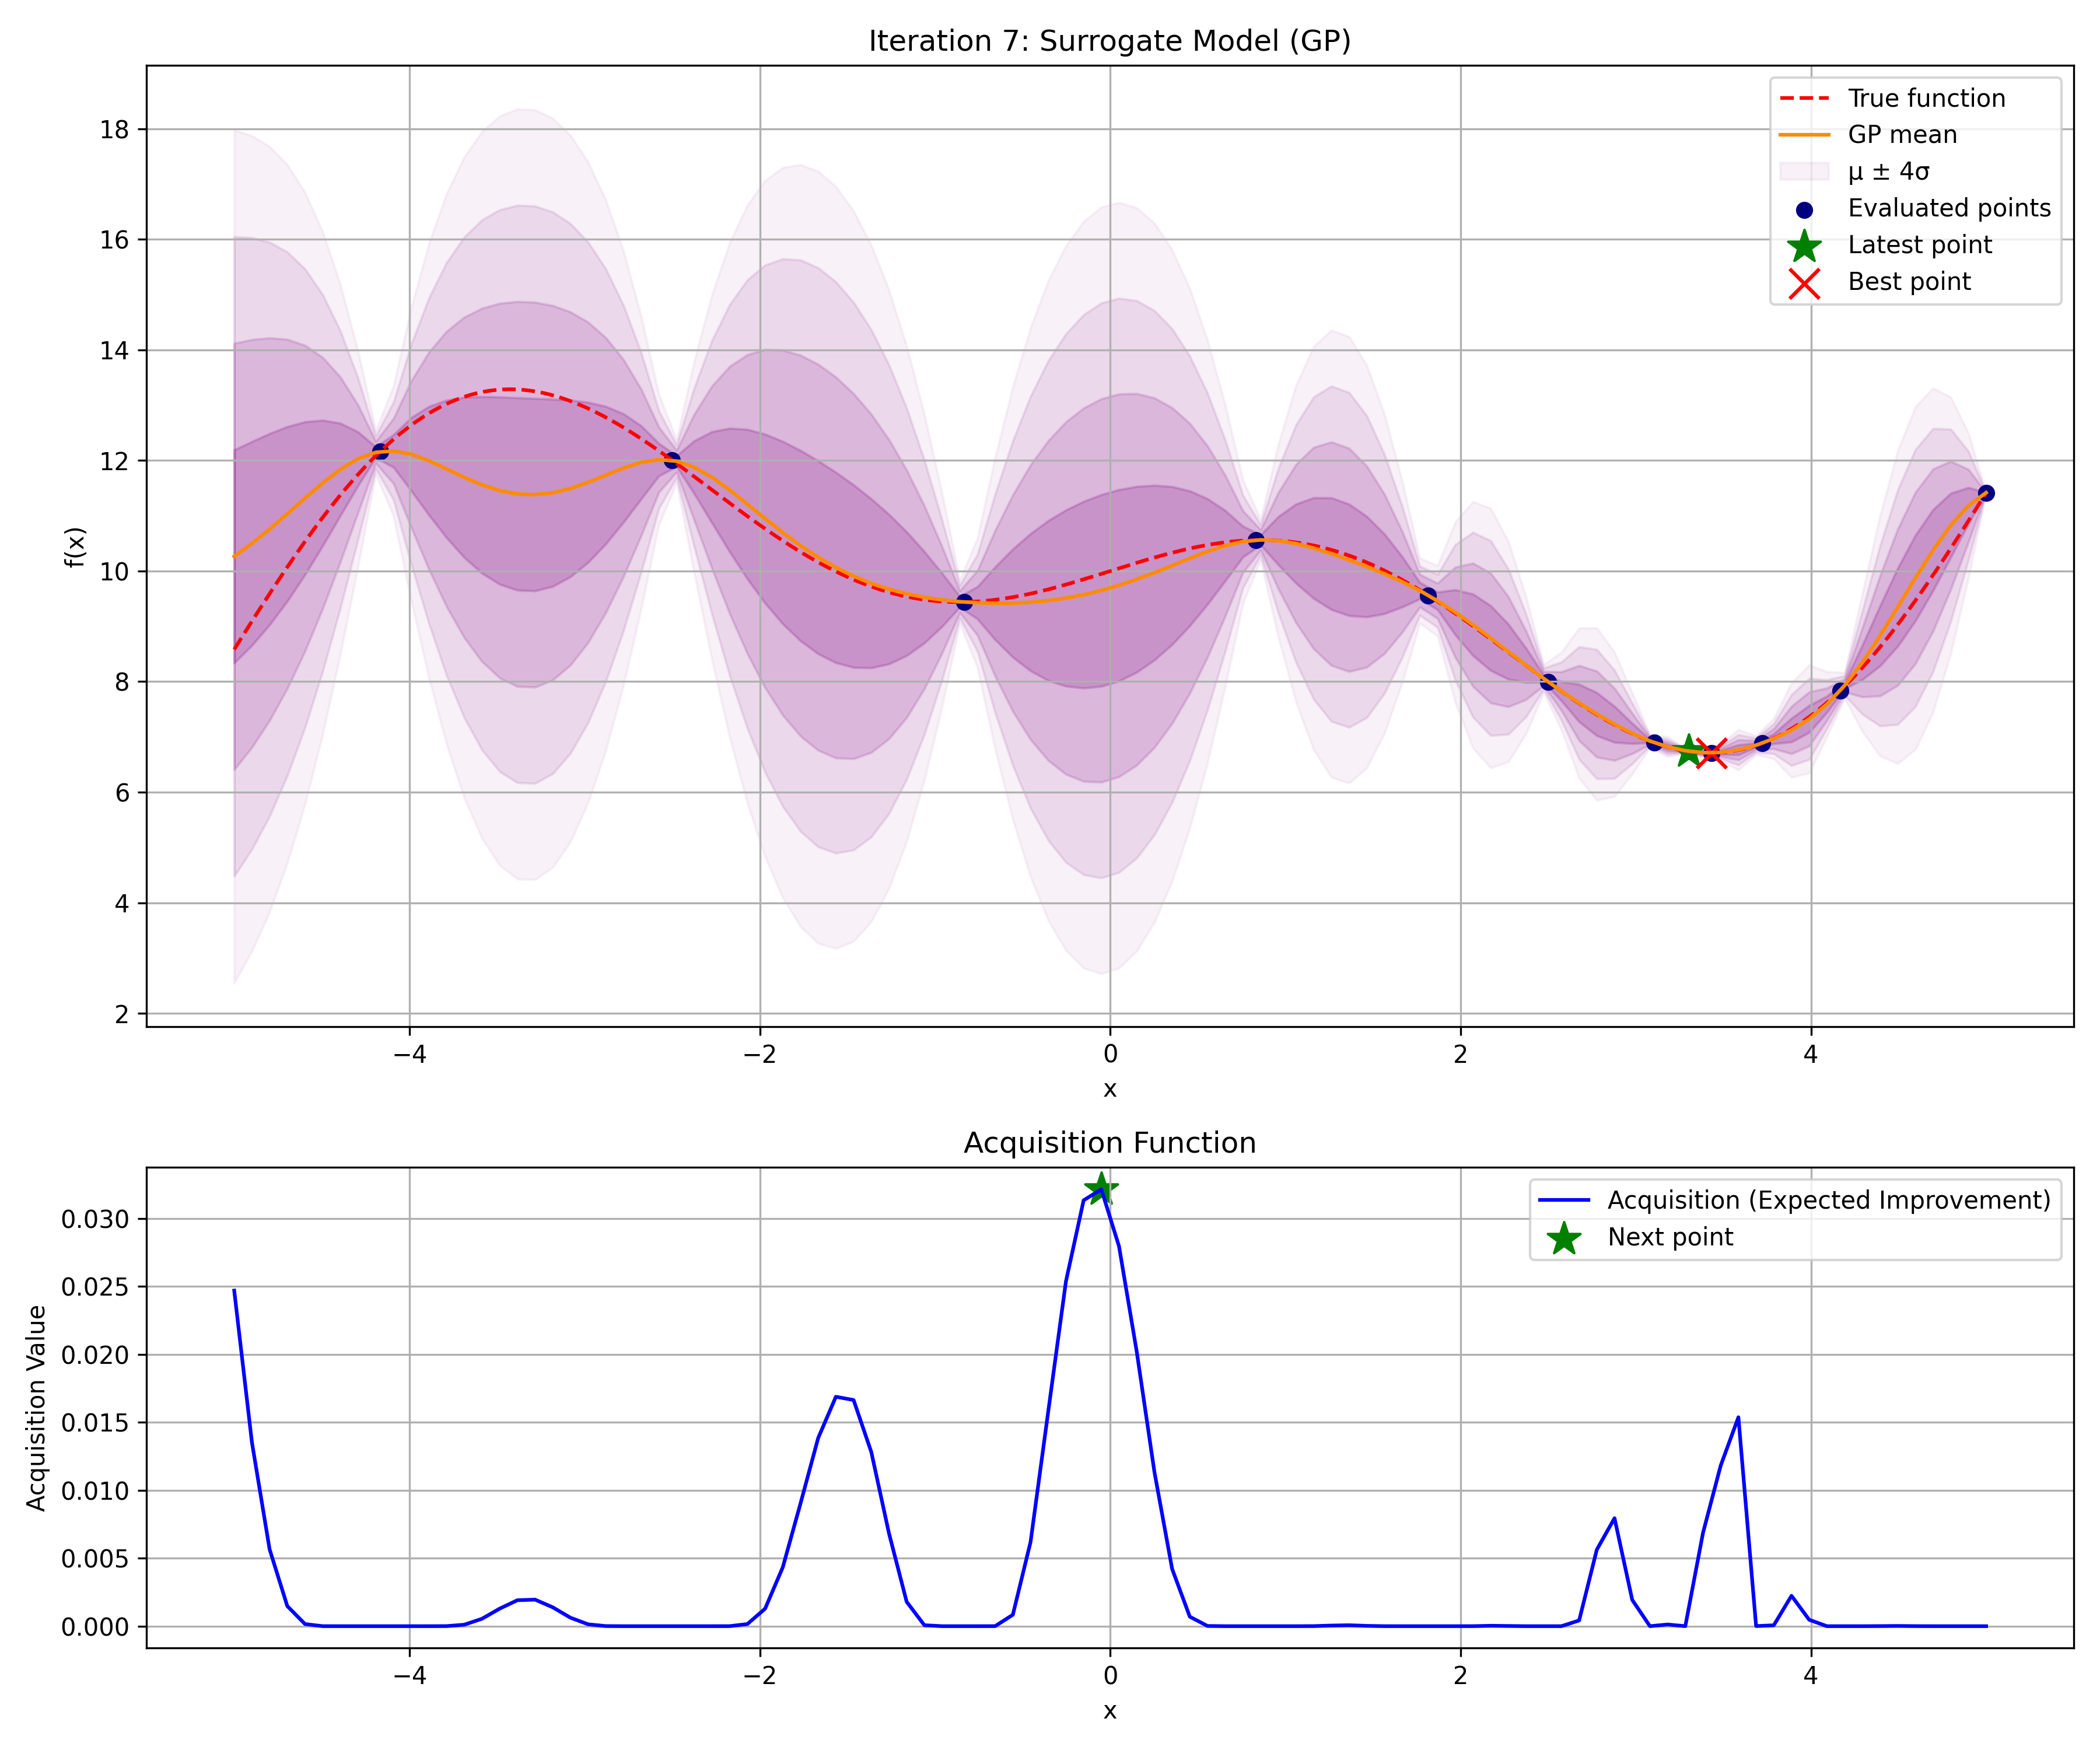 Iteration 7: Surrogate Model (GP)
True function
GP mean
μ ± 4σ
Evaluated points
Latest point
Best point
f(x)
18
16
14
12
10
8
6
4
2
−4 −2 0 2 4
x
Acquisition Function
Acquisition (Expected Improvement)
Next point
Acquisition Value
0.030
0.025
0.020
0.015
0.010
0.005
0.000
−4 −2 0 2 4
x